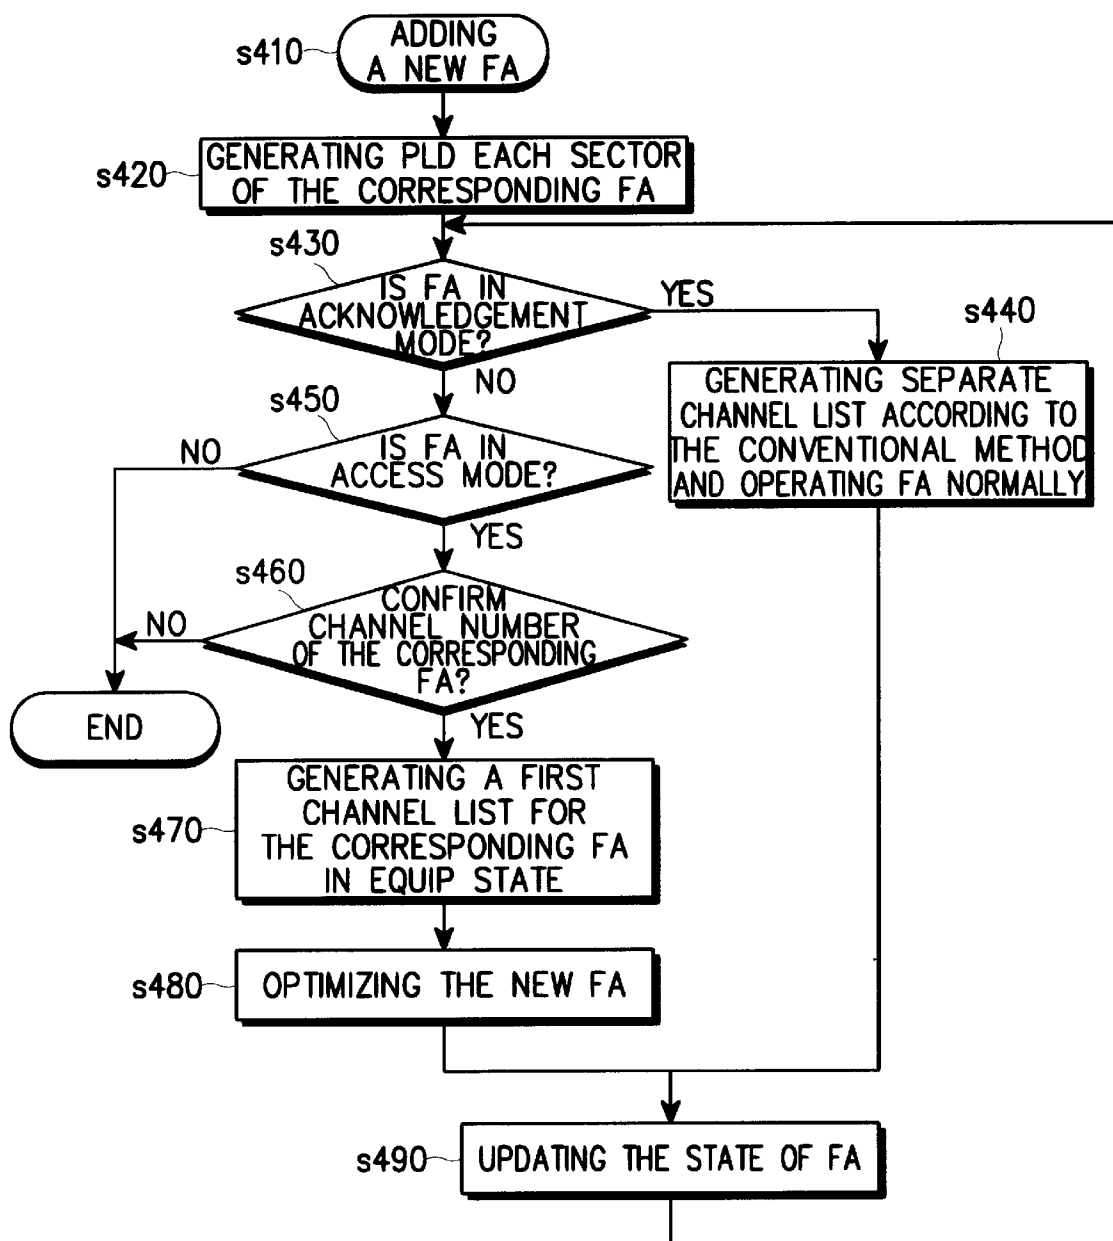 s410
ADDING
A NEW FA
s420
GENERATING PLD EACH SECTOR
OF THE CORRESPONDING FA
s430
IS FA IN
ACKNOWLEDGEMENT
MODE?
YES
NO
s440
GENERATING SEPARATE
CHANNEL LIST ACCORDING TO
THE CONVENTIONAL METHOD
AND OPERATING FA NORMALLY
s450
IS FA IN
ACCESS MODE?
NO
YES
s460
CONFIRM
CHANNEL NUMBER
OF THE CORRESPONDING
FA?
NO
YES
END
s470
GENERATING A FIRST
CHANNEL LIST FOR
THE CORRESPONDING FA
IN EQUIP STATE
s480
OPTIMIZING THE NEW FA
s490
UPDATING THE STATE OF FA